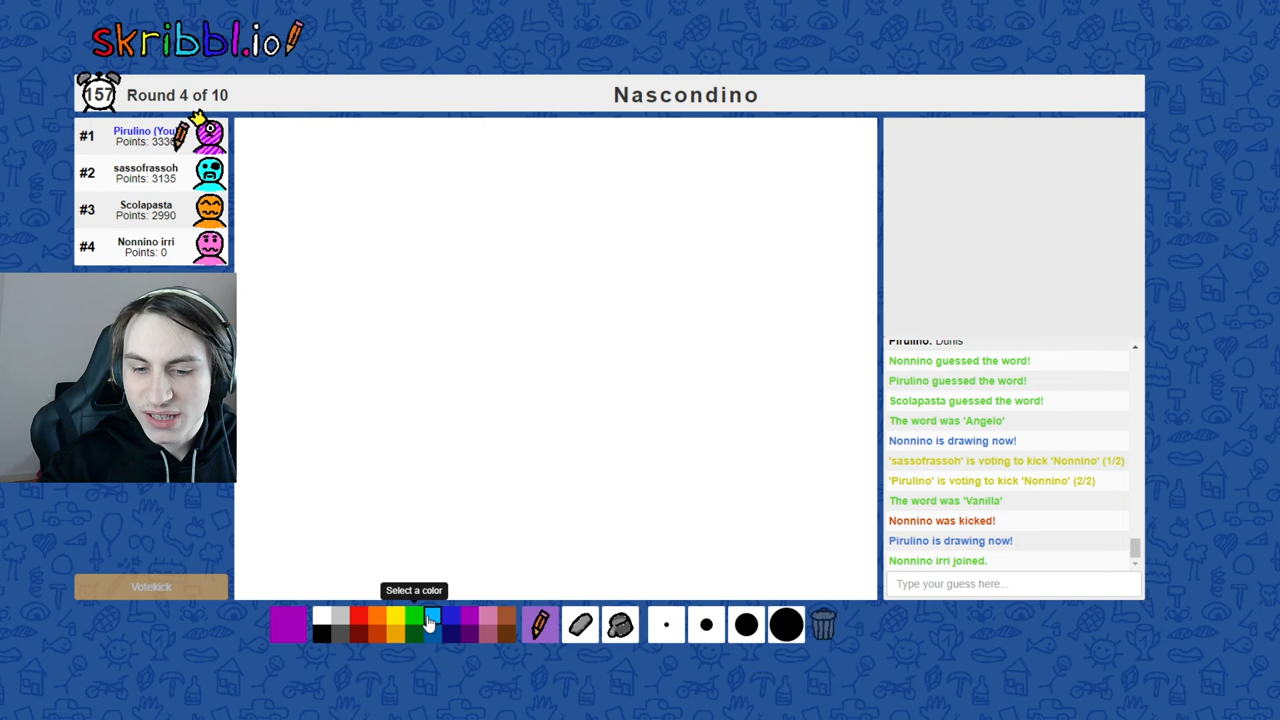 skribbl.io
157
Round 4 of 10
Nascondino
#1
Pirulino (You
Points: 3336
#2
sassofrassoh
Points: 3135
#3
Scolapasta
Points: 2990
#4
Nonnino irri
Points: 0
Votekick
Pirulino: Dunis
Nonnino guessed the word!
Pirulino guessed the word!
Scolapasta guessed the word!
The word was 'Angelo'
Nonnino is drawing now!
'sassofrassoh' is voting to kick 'Nonnino' (1/2)
'Pirulino' is voting to kick 'Nonnino' (2/2)
The word was 'Vanilla'
Nonnino was kicked!
Pirulino is drawing now!
Nonnino irri joined.
Type your guess here...
Select a color